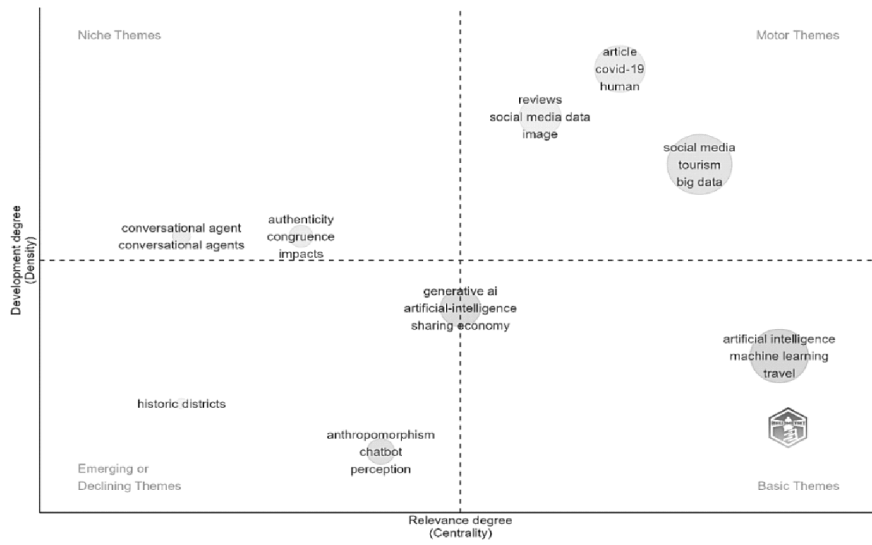 Niche Themes
Motor Themes
article
covid-19
human
reviews
social media data
image
social media
tourism
big data
conversational agent
conversational agents
authenticity
congruence
impacts
Development degree
(Density)
generative ai
artificial-intelligence
sharing economy
artificial intelligence
machine learning
travel
historic districts
anthropomorphism
chatbot
perception
Emerging or
Declining Themes
Basic Themes
Relevance degree
(Centrality)